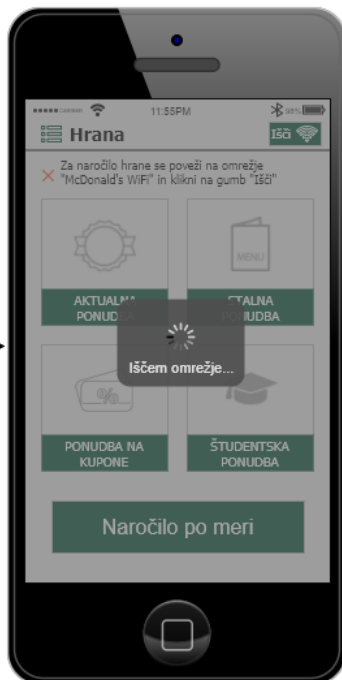 11:55PM
98%
Hrana
Išči
Za naročilo hrane se poveži na omrežje
"McDonald's WiFi" in klikni na gumb "Išči"
MENU
AKTUALNA
PONUDBA
STALNA
PONUDBA
Iščem omrežje...
%
PONUDBA NA
KUPONE
ŠTUDENTSKA
PONUDBA
Naročilo po meri